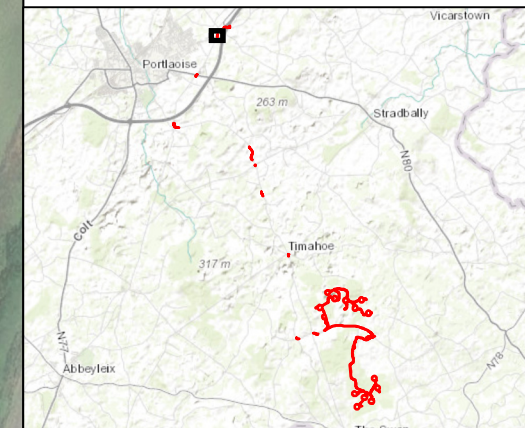 Vicarstown
Portlaoise
263 m
Stradbally
N80
Colt
Timahoe
317 m
N77
N78
Abbeyleix